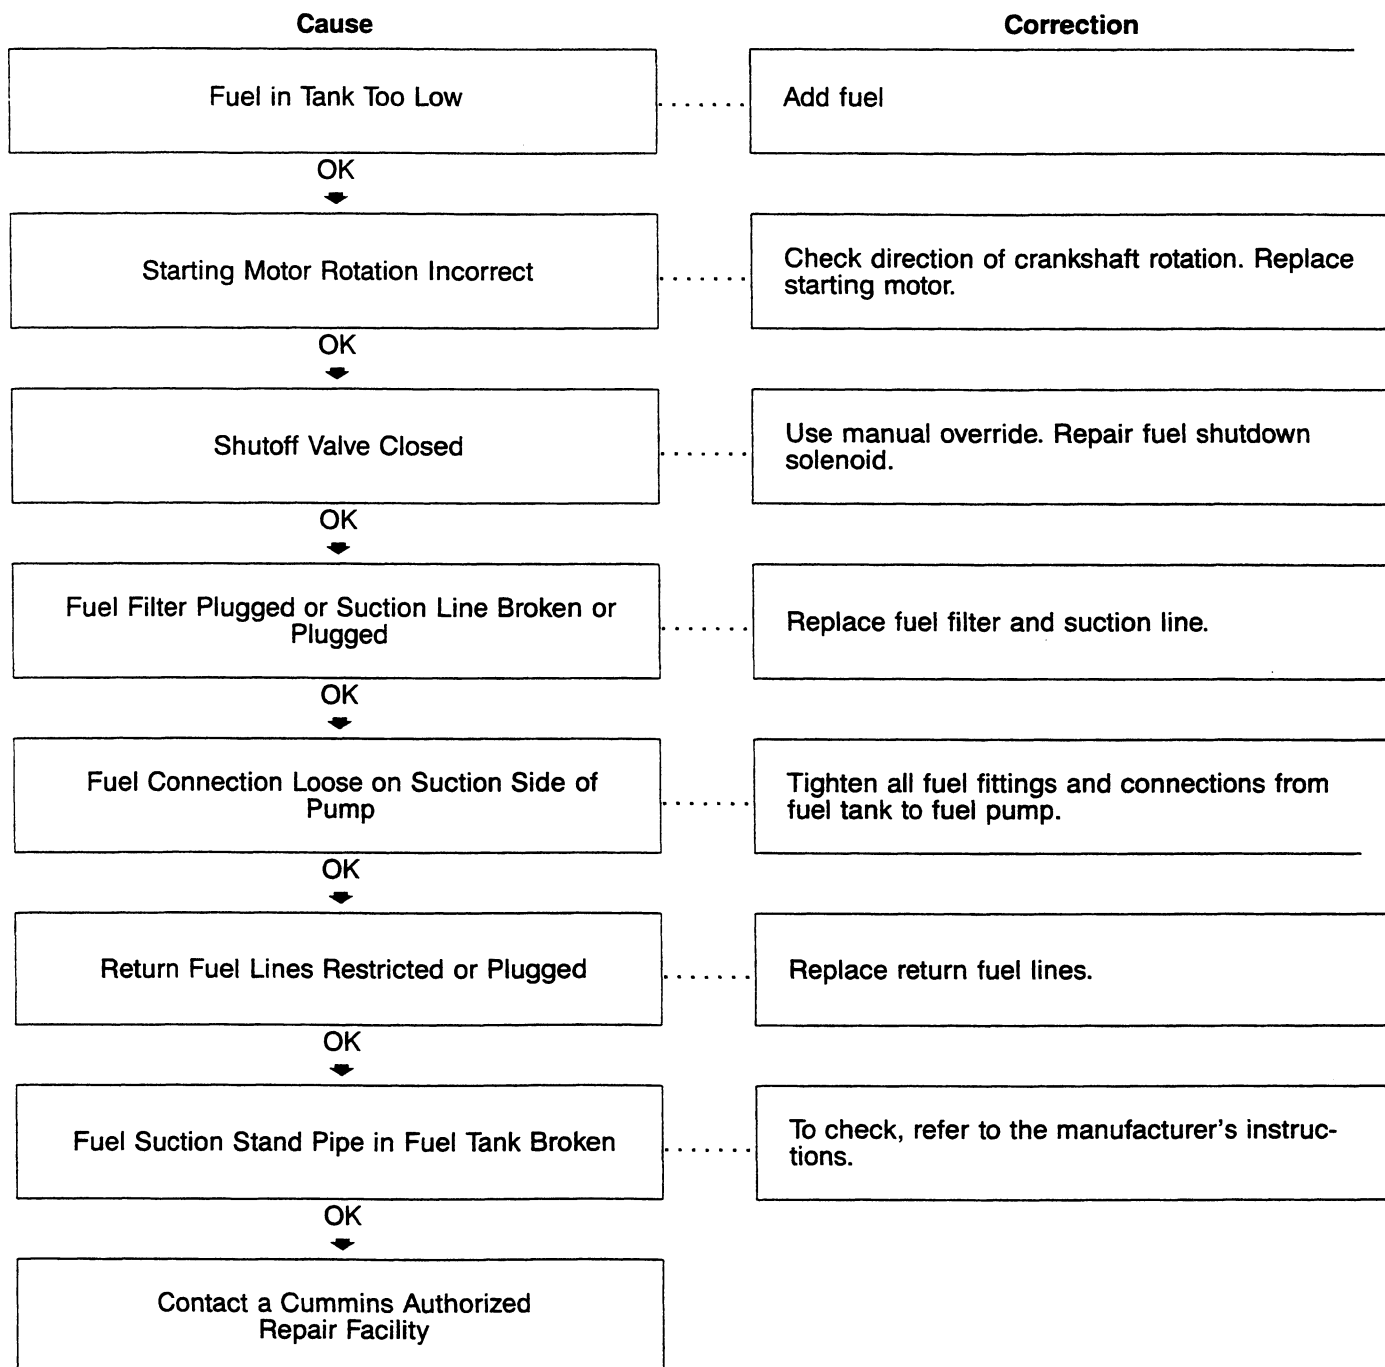 Cause
Correction
Fuel in Tank Too Low
Add fuel
OK
Starting Motor Rotation Incorrect
Check direction of crankshaft rotation. Replace
starting motor.
OK
Shutoff Valve Closed
Use manual override. Repair fuel shutdown
solenoid.
OK
Fuel Filter Plugged or Suction Line Broken or
Plugged
Replace fuel filter and suction line.
OK
Fuel Connection Loose on Suction Side of
Pump
Tighten all fuel fittings and connections from
fuel tank to fuel pump.
OK
Return Fuel Lines Restricted or Plugged
Replace return fuel lines.
OK
Fuel Suction Stand Pipe in Fuel Tank Broken
To check, refer to the manufacturer's instruc-
tions.
OK
Contact a Cummins Authorized
Repair Facility